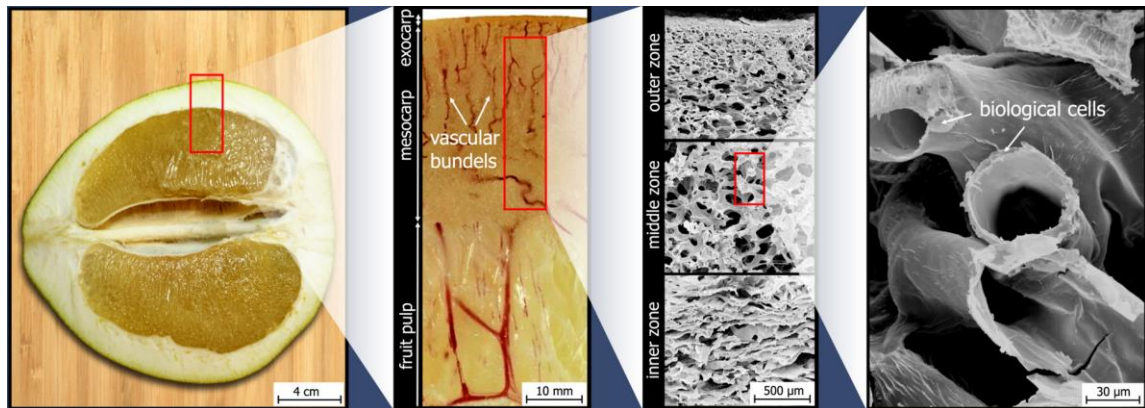 4 cm
exocarp
mesocarp
fruit pulp
vascular
bundels
10 mm
outer zone
middle zone
inner zone
500 µm
biological cells
30 µm